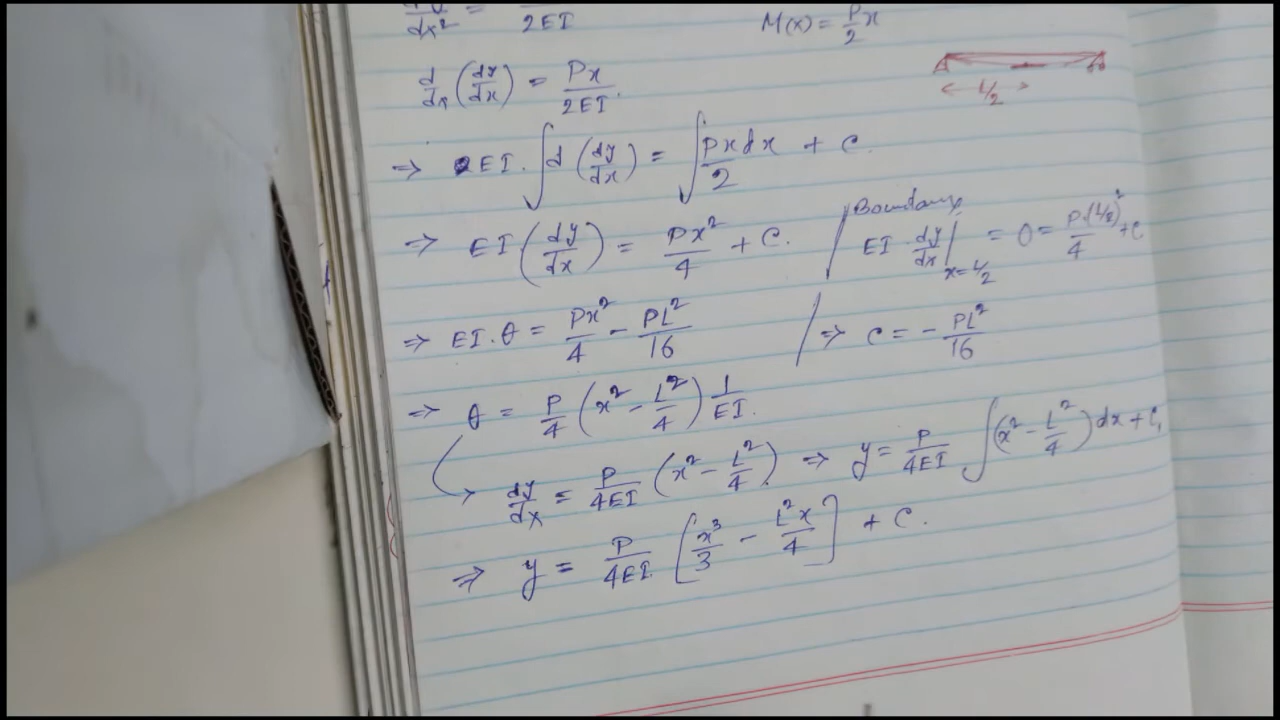 dx² = 2EI M(x) = P/2 x
d/dx (dy/dx) = Px/2EI.
L/2
⇒ EI. ∫ d (dy/dx) = ∫ Px dx/2 + C.
⇒ EI (dy/dx) = Px²/4 + C. | Boundary EI · dy/dx |x=L/2 = 0 = P.(L/2)²/4 + C
⇒ EI.θ = Px²/4 - PL²/16 ⇒ C = - PL²/16
⇒ θ = P/4 (x² - L²/4) 1/EI.
dy/dx = P/4EI (x² - L²/4) ⇒ y = P/4EI ∫(x² - L²/4) dx + C₁
⇒ y = P/4EI [x³/3 - L²x/4] + C.